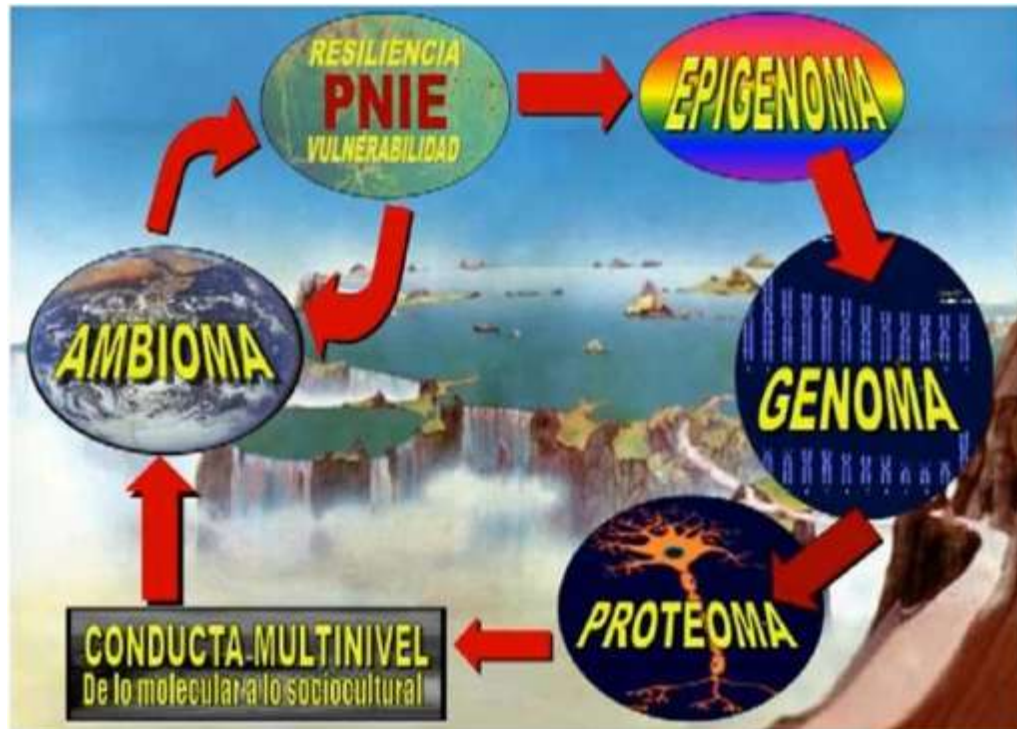 RESILIENCIA
PNIE
VULNERABILIDAD
EPIGENOMA
AMBIOMA
GENOMA
PROTEOMA
CONDUCTA MULTINIVEL
De lo molecular a lo sociocultural